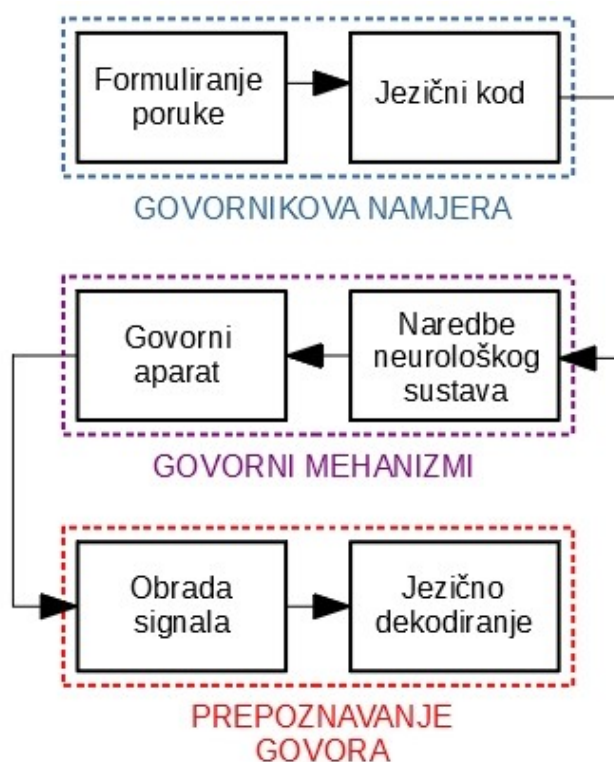 Formuliranje
poruke
Jezični kod
GOVORNIKOVA NAMJERA
Govorni
aparat
Naredbe
neurološkog
sustava
GOVORNI MEHANIZMI
Obrada
signala
Jezično
dekodiranje
PREPOZNAVANJE
GOVORA